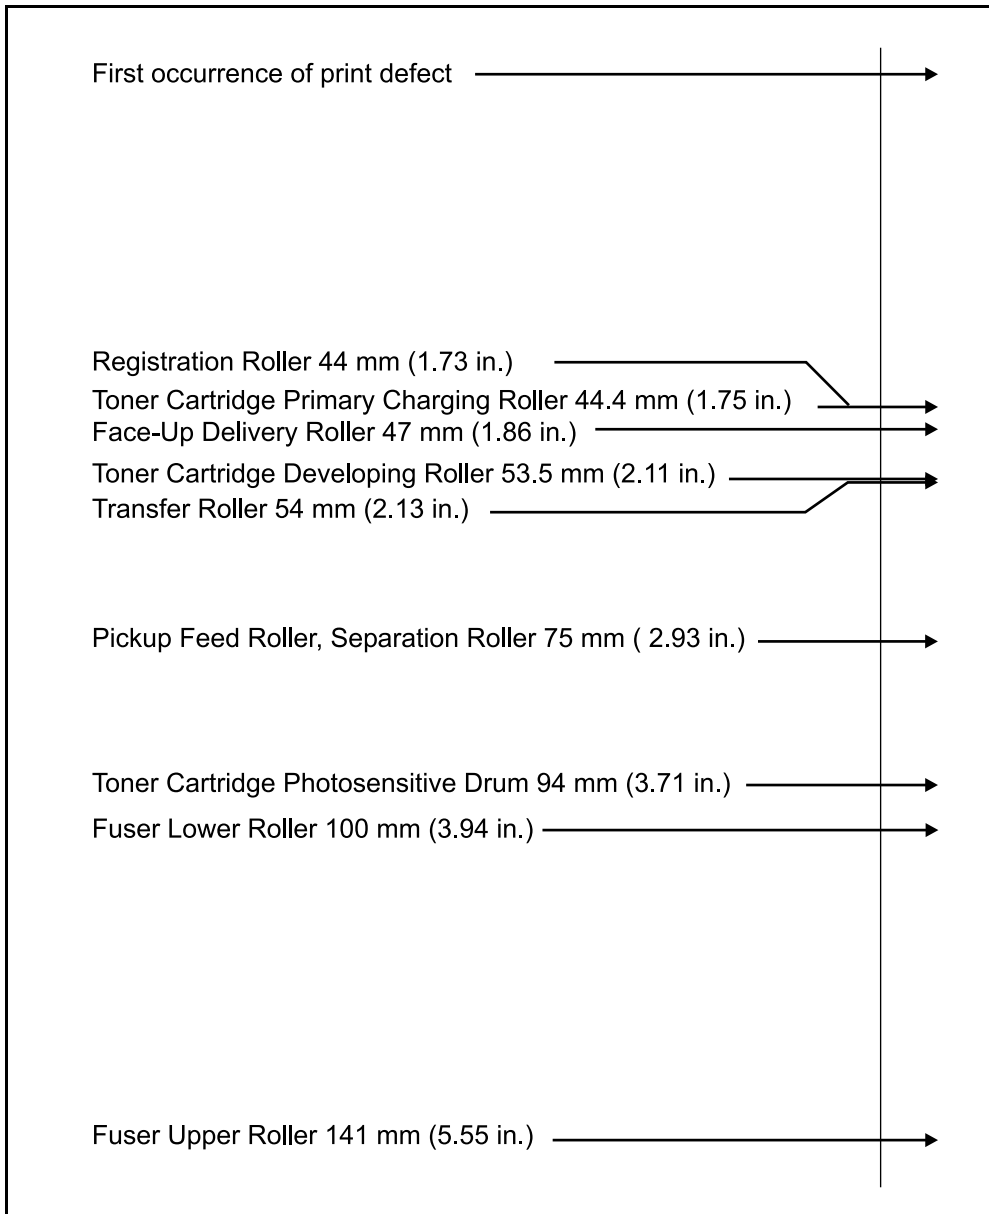 First occurrence of print defect
Registration Roller 44 mm (1.73 in.)
Toner Cartridge Primary Charging Roller 44.4 mm (1.75 in.)
Face-Up Delivery Roller 47 mm (1.86 in.)
Toner Cartridge Developing Roller 53.5 mm (2.11 in.)
Transfer Roller 54 mm (2.13 in.)
Pickup Feed Roller, Separation Roller 75 mm ( 2.93 in.)
Toner Cartridge Photosensitive Drum 94 mm (3.71 in.)
Fuser Lower Roller 100 mm (3.94 in.)
Fuser Upper Roller 141 mm (5.55 in.)